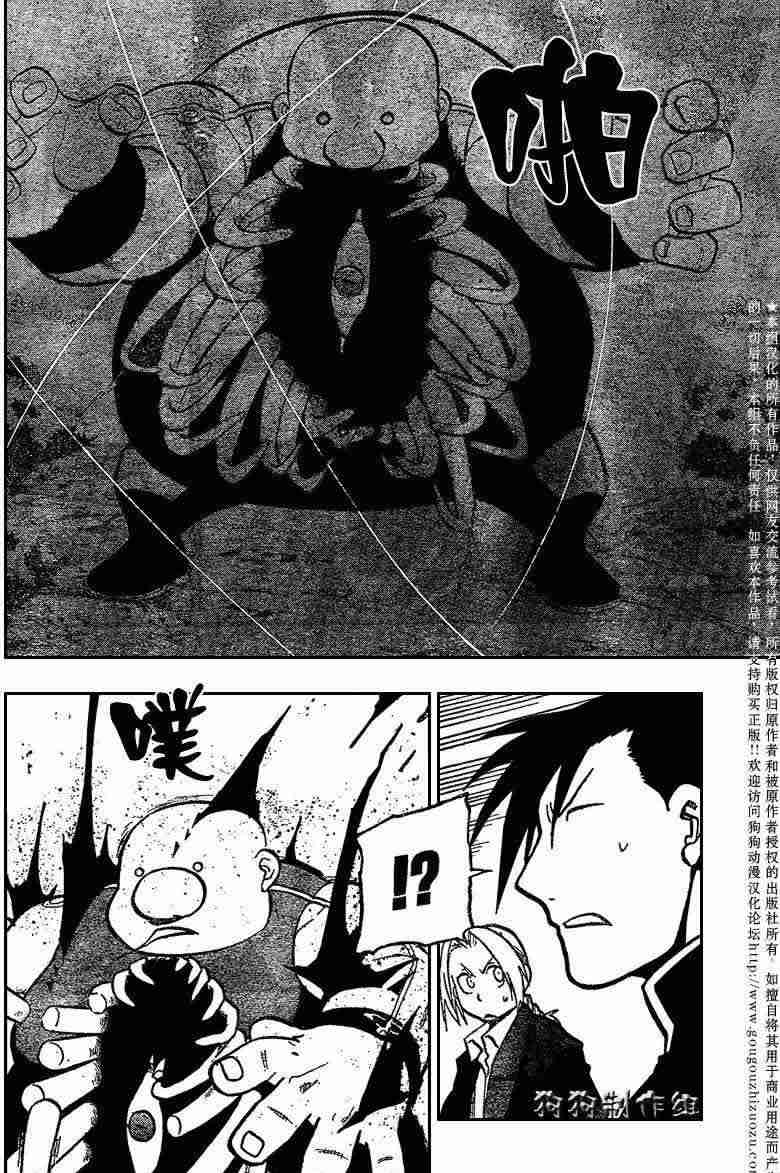 啪
噗
!?
★本组汉化的所有作品，仅供网友交流参考试看，所有版权归原作者和被原作者授权的出版社所有。如擅自将其用于商业用途而产
的一切后果，本组不负任何责任 如喜欢本作品，请支持购买正版!!欢迎访问狗狗动漫汉化论坛http://www.gougouzhizuozu.com
狗狗制作组